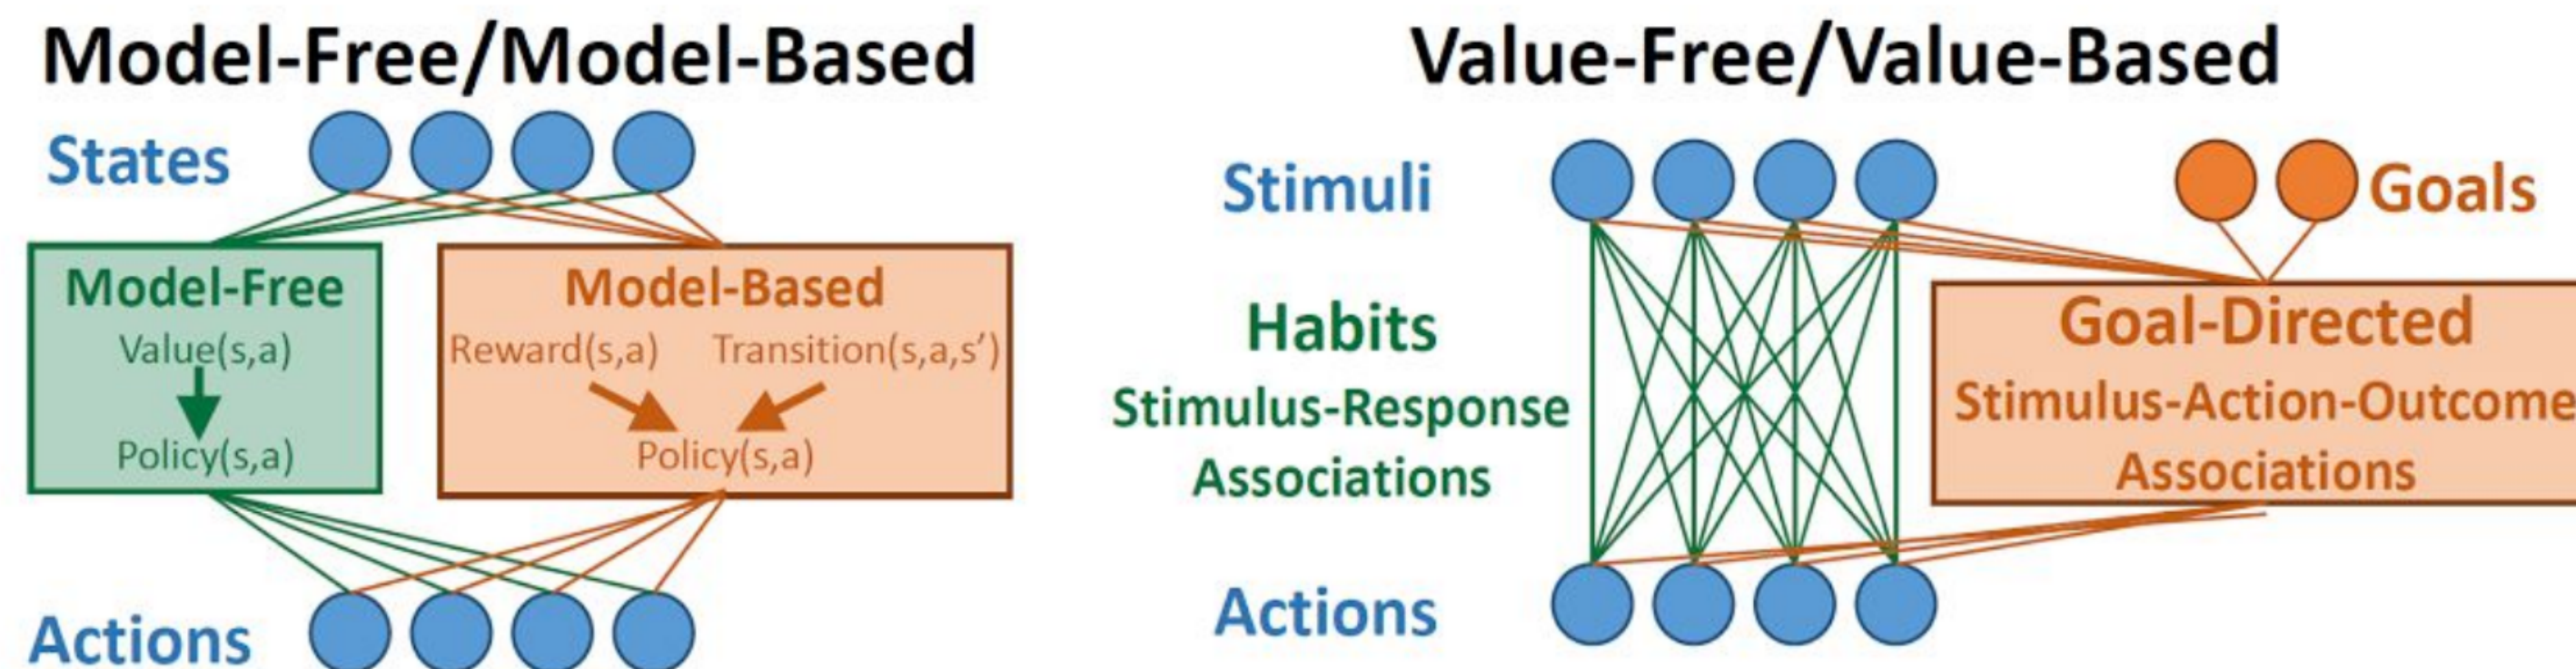 Model-Free/Model-Based
States
Model-Free
Value(s,a)
Policy(s,a)
Model-Based
Reward(s,a) Transition(s,a,s’)
Policy(s,a)
Actions
Value-Free/Value-Based
Stimuli
Goals
Habits
Stimulus-Response
Associations
Goal-Directed
Stimulus-Action-Outcome
Associations
Actions